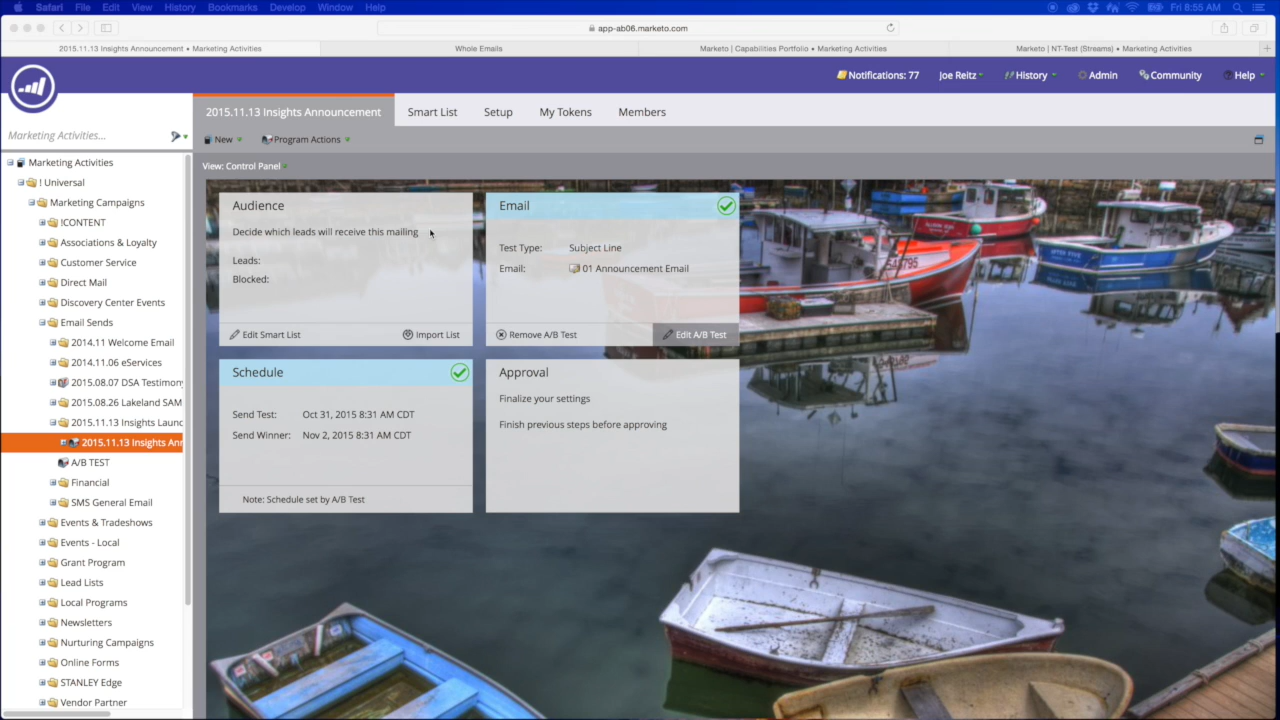 Safari File Edit View History Bookmarks Develop Window Help Fri 8:55 AM
app-ab06.marketo.com
2015.11.13 Insights Announcement • Marketing Activities
Whole Emails
Marketo | Capabilities Portfolio • Marketing Activities
Marketo | NT-Test (Streams) • Marketing Activities
Notifications: 77 Joe Reitz History Admin Community Help
2015.11.13 Insights Announcement Smart List Setup My Tokens Members
Marketing Activities...
New Program Actions
View: Control Panel
Marketing Activities
! Universal
Marketing Campaigns
!CONTENT
Associations & Loyalty
Customer Service
Direct Mail
Discovery Center Events
Email Sends
2014.11 Welcome Email
2014.11.06 eServices
2015.08.07 DSA Testimony
2015.08.26 Lakeland SAM
2015.11.13 Insights Launc
2015.11.13 Insights Anr
A/B TEST
Financial
SMS General Email
Events & Tradeshows
Events - Local
Grant Program
Lead Lists
Local Programs
Newsletters
Nurturing Campaigns
Online Forms
STANLEY Edge
Vendor Partner
Audience
Decide which leads will receive this mailing
Leads:
Blocked:
Edit Smart List Import List
Email
Test Type: Subject Line
Email: 01 Announcement Email
Remove A/B Test Edit A/B Test
Schedule
Send Test: Oct 31, 2015 8:31 AM CDT
Send Winner: Nov 2, 2015 8:31 AM CDT
Note: Schedule set by A/B Test
Approval
Finalize your settings
Finish previous steps before approving